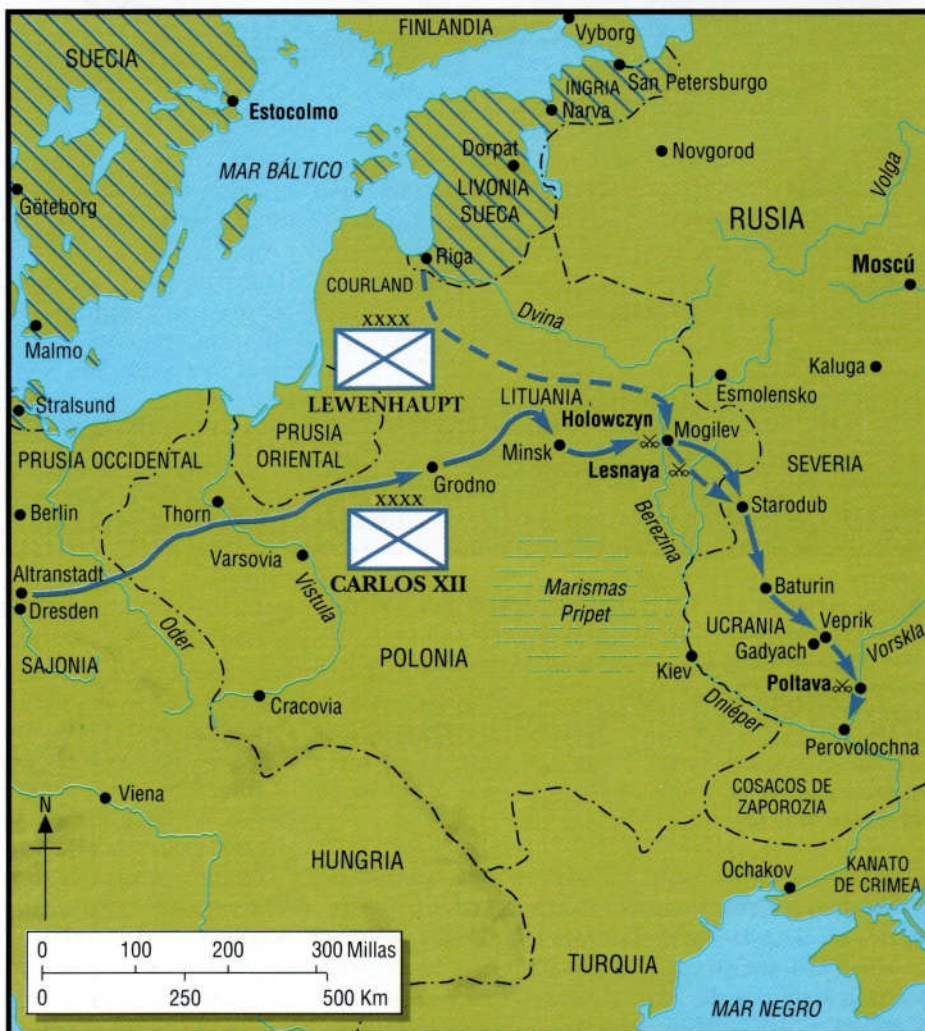 FINLANDIA
Vyborg
SUECIA
INGRIA
San Petersburgo
Estocolmo
Narva
Dorpat
Novgorod
MAR BÁLTICO
LIVONIA
SUECA
Volga
Göteborg
RUSIA
Riga
Moscú
COURLAND
Dvina
XXXX
Malmo
Kaluga
Esmolensko
LEWENHAUPT
LITUANIA
Stralsund
Holowczyn
PRUSIA
ORIENTAL
Mogilev
PRUSIA OCCIDENTAL
Minsk
Lesnaya
SEVERIA
Grodno
XXXX
Berlin
Thorn
Starodub
Berezina
Varsovia
CARLOS XII
Altranstadt
Vistula
Marismas
Pripet
Baturin
Dresden
Oder
UCRANIA
Veprik
Gadyach
Vorskla
SAJONIA
POLONIA
Kiev
Poltava
Cracovia
Dniéper
Perovolochna
Viena
COSACOS DE
ZAPOROZIA
N
HUNGRIA
Ochakov
KANATO
DE CRIMEA
0 100 200 300 Millas
0 250 500 Km
TURQUIA
MAR NEGRO